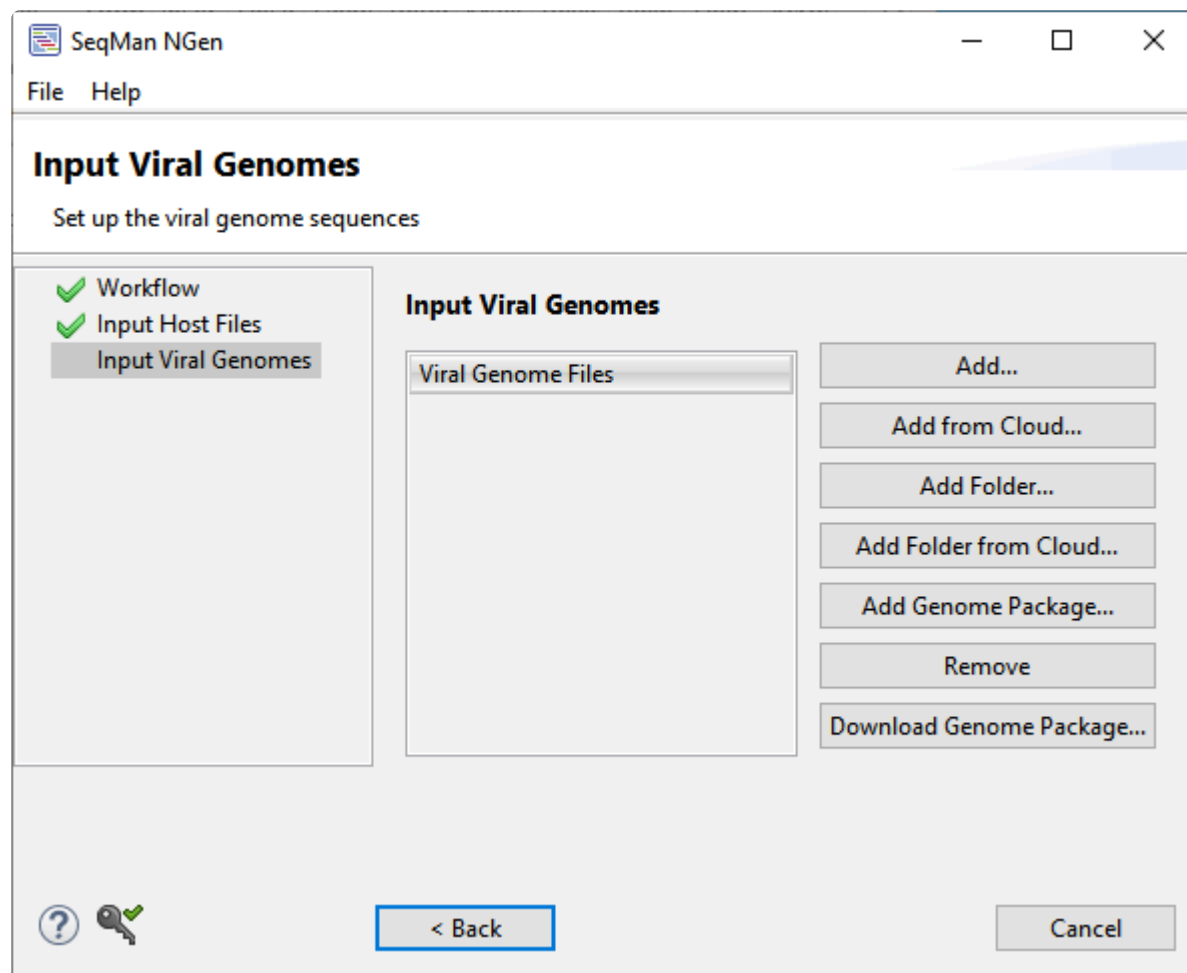 SeqMan NGen
File Help
Input Viral Genomes
Set up the viral genome sequences
Workflow
Input Host Files
Input Viral Genomes
Input Viral Genomes
Viral Genome Files
Add...
Add from Cloud...
Add Folder...
Add Folder from Cloud...
Add Genome Package...
Remove
Download Genome Package...
?
< Back
Cancel